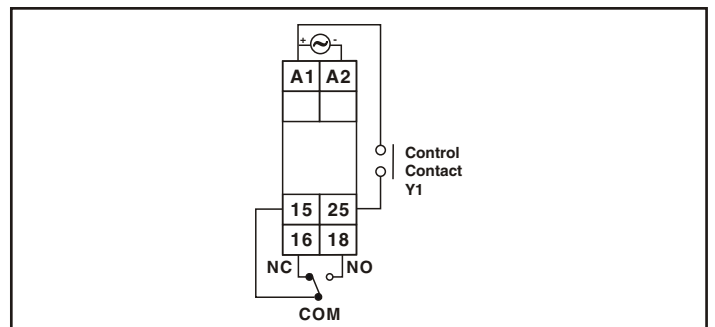 + ~ -
A1 A2
Control
Contact
Y1
15 25
16 18
NC NO
COM